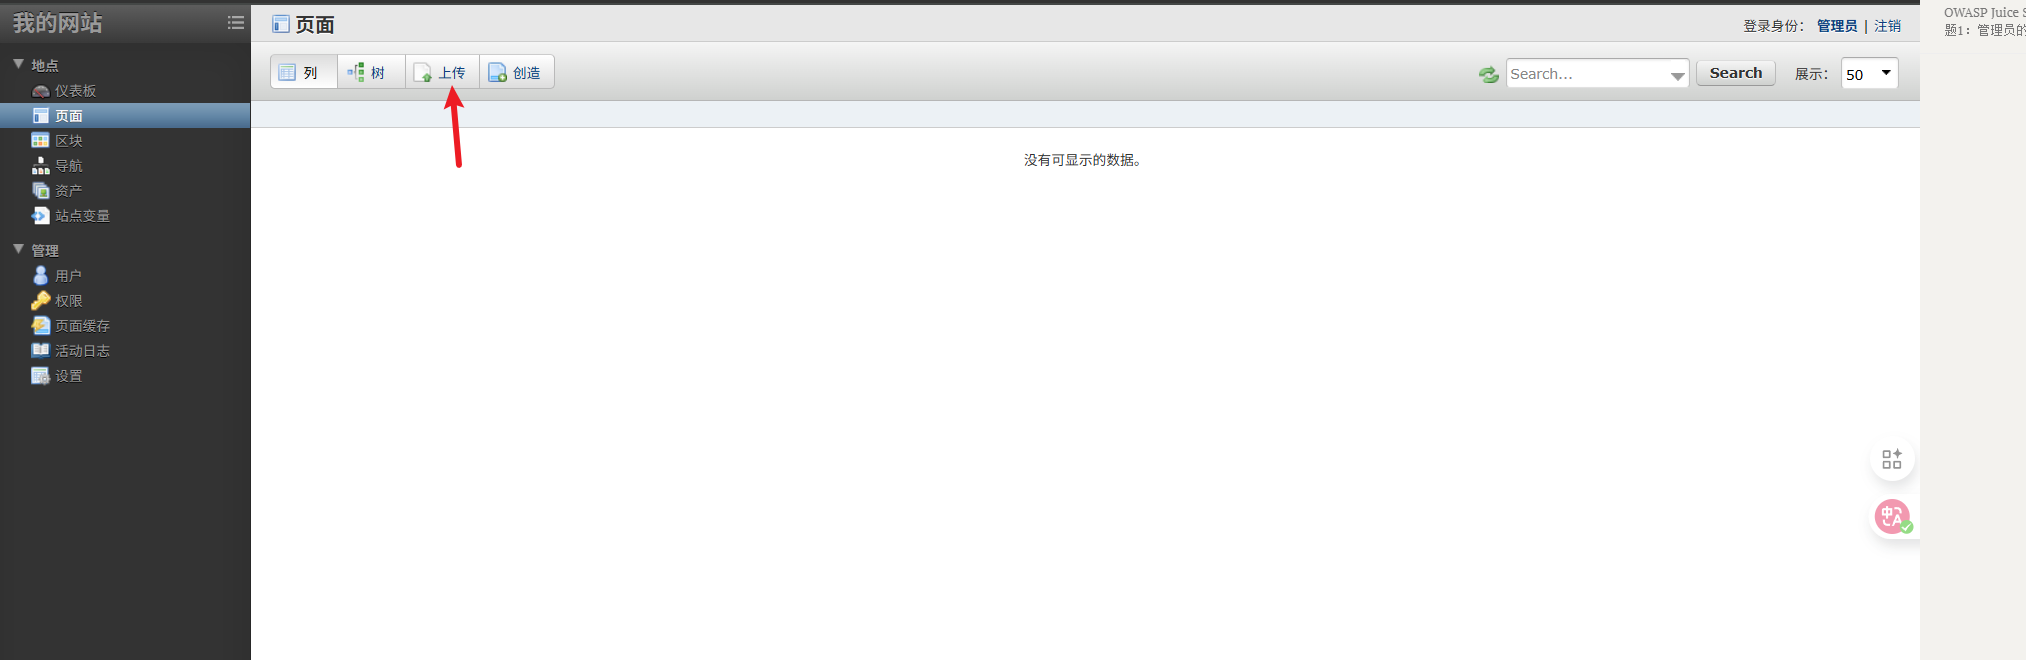 我的网站
地点
仪表板
页面
区块
导航
资产
站点变量
管理
用户
权限
页面缓存
活动日志
设置
页面
登录身份： 管理员 | 注销
列 树 上传 创造
Search... Search 展示： 50
没有可显示的数据。
中A
OWASP Juice S
题1：管理员的